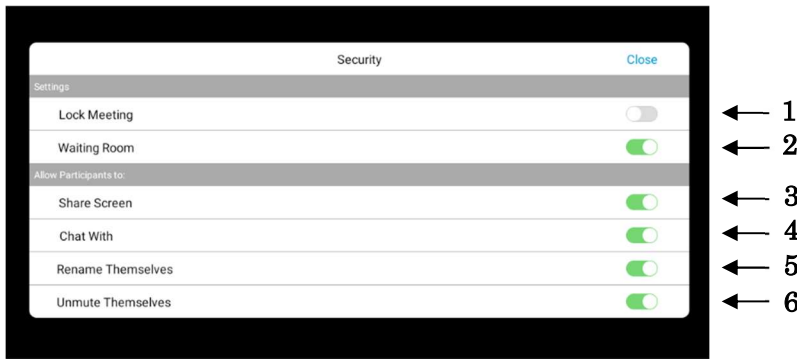 Security Close
Settings
Lock Meeting 1
Waiting Room 2
Allow Participants to:
Share Screen 3
Chat With 4
Rename Themselves 5
Unmute Themselves 6